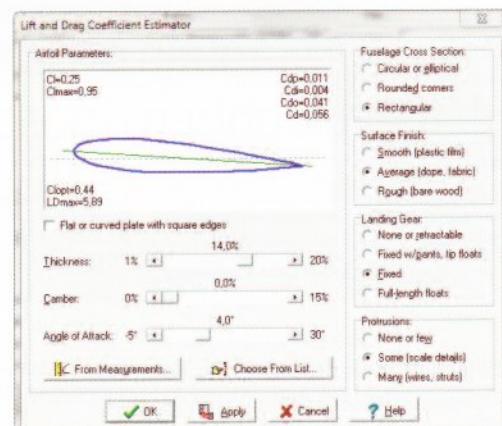 Lift and Drag Coefficient Estimator
Airfoil Parameters:
Cl=0,25
Clmax=0,95
Cdp=0,011
Cdi=0,004
Cdo=0,041
Cd=0,056
Clopt=0,44
LDmax=5,89
Flat or curved plate with square edges
14,0%
Thickness: 1% 20%
0,0%
Camber: 0% 15%
4,0°
Angle of Attack: -5° 30°
From Measurements...
Choose From List...
Fuselage Cross Section:
Circular or elliptical
Rounded corners
Rectangular
Surface Finish:
Smooth (plastic film)
Average (dope, fabric)
Rough (bare wood)
Landing Gear:
None or retractable
Fixed w/pants, tip floats
Fixed
Full-length floats
Protrusions:
None or few
Some (scale details)
Many (wires, struts)
OK
Apply
Cancel
Help